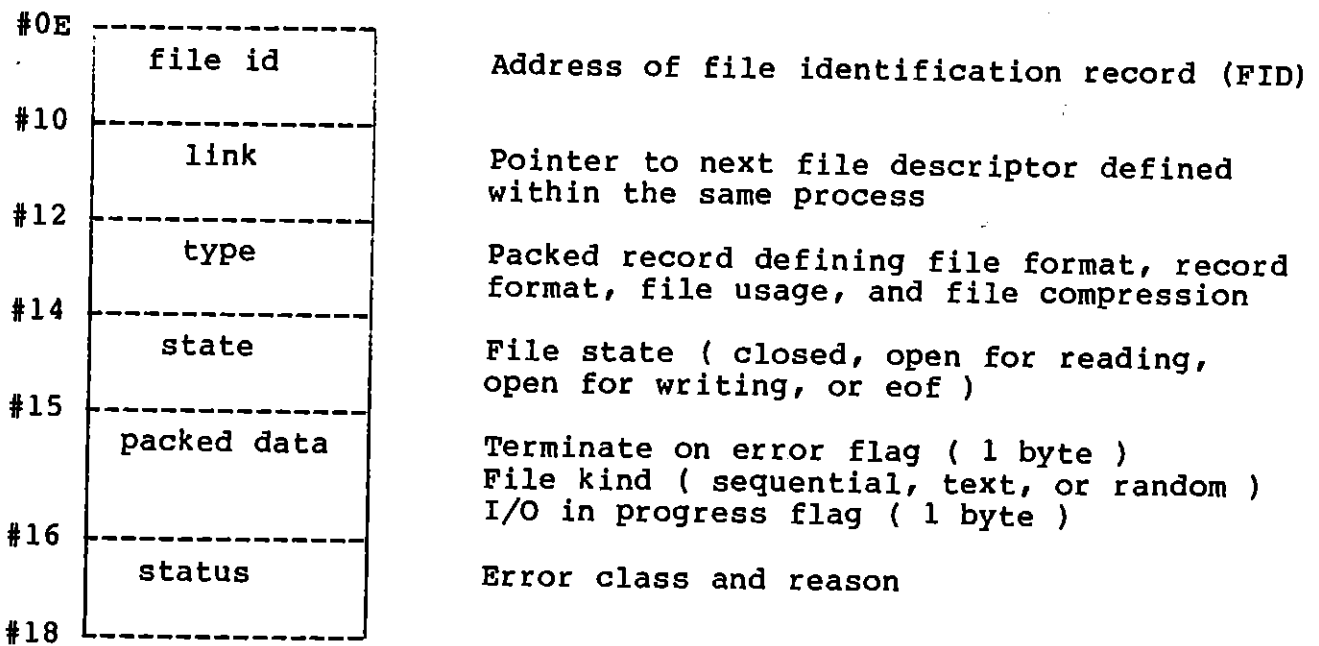 #0E
file id
Address of file identification record (FID)
#10
link
Pointer to next file descriptor defined
within the same process
#12
type
Packed record defining file format, record
format, file usage, and file compression
#14
state
File state ( closed, open for reading,
open for writing, or eof )
#15
packed data
Terminate on error flag ( 1 byte )
File kind ( sequential, text, or random )
I/O in progress flag ( 1 byte )
#16
status
Error class and reason
#18